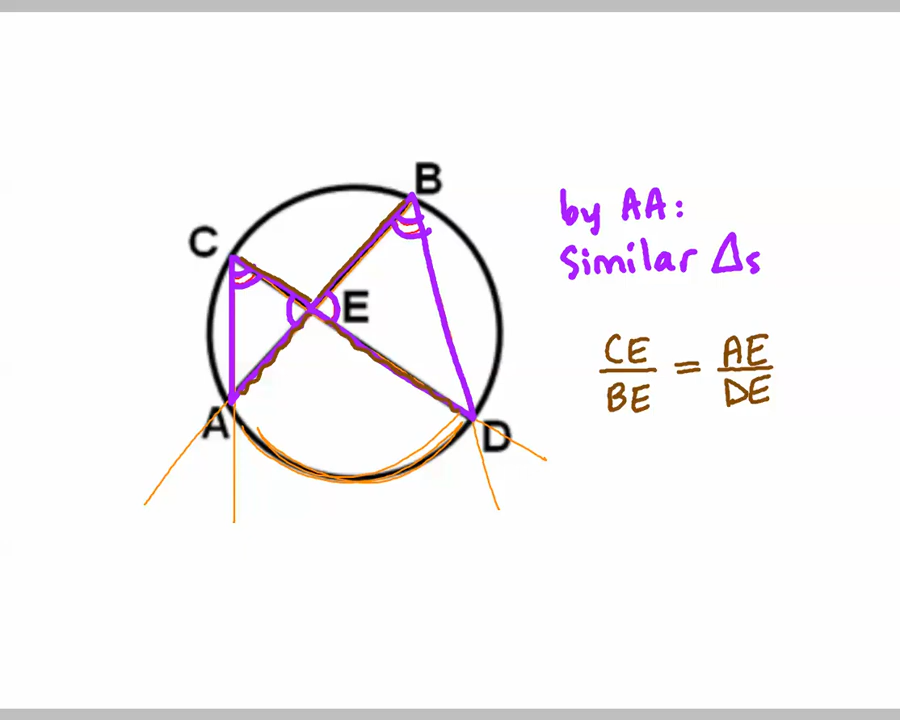 B
C
E
A
D
by AA:
Similar Δs
CE/BE = AE/DE